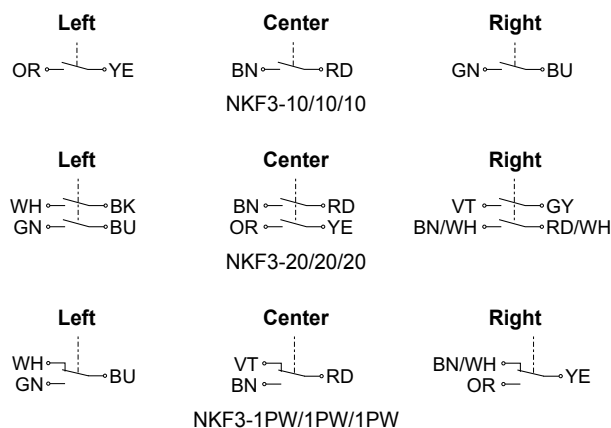 Left Center Right
OR YE BN RD GN BU
NKF3-10/10/10
Left Center Right
WH BK BN RD VT GY
GN BU OR YE BN/WH RD/WH
NKF3-20/20/20
Left Center Right
WH VT BN/WH
BU RD YE
GN BN OR
NKF3-1PW/1PW/1PW